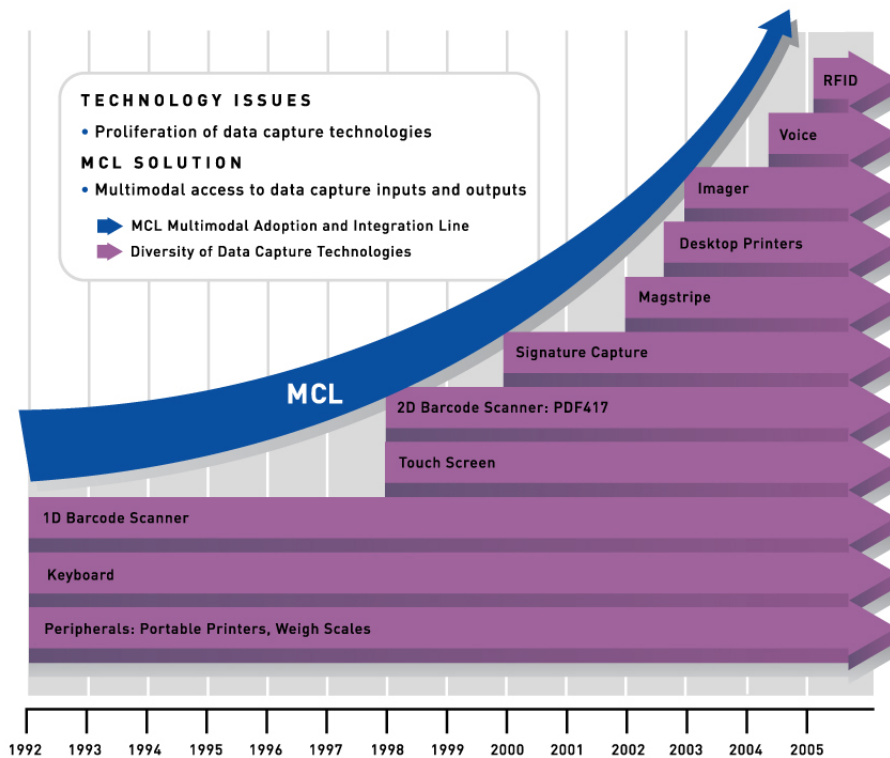 TECHNOLOGY ISSUES
• Proliferation of data capture technologies
MCL SOLUTION
• Multimodal access to data capture inputs and outputs
MCL Multimodal Adoption and Integration Line
Diversity of Data Capture Technologies
RFID
Voice
Imager
Desktop Printers
Magstripe
Signature Capture
MCL
2D Barcode Scanner: PDF417
Touch Screen
1D Barcode Scanner
Keyboard
Peripherals: Portable Printers, Weigh Scales
1992 1993 1994 1995 1996 1997 1998 1999 2000 2001 2002 2003 2004 2005